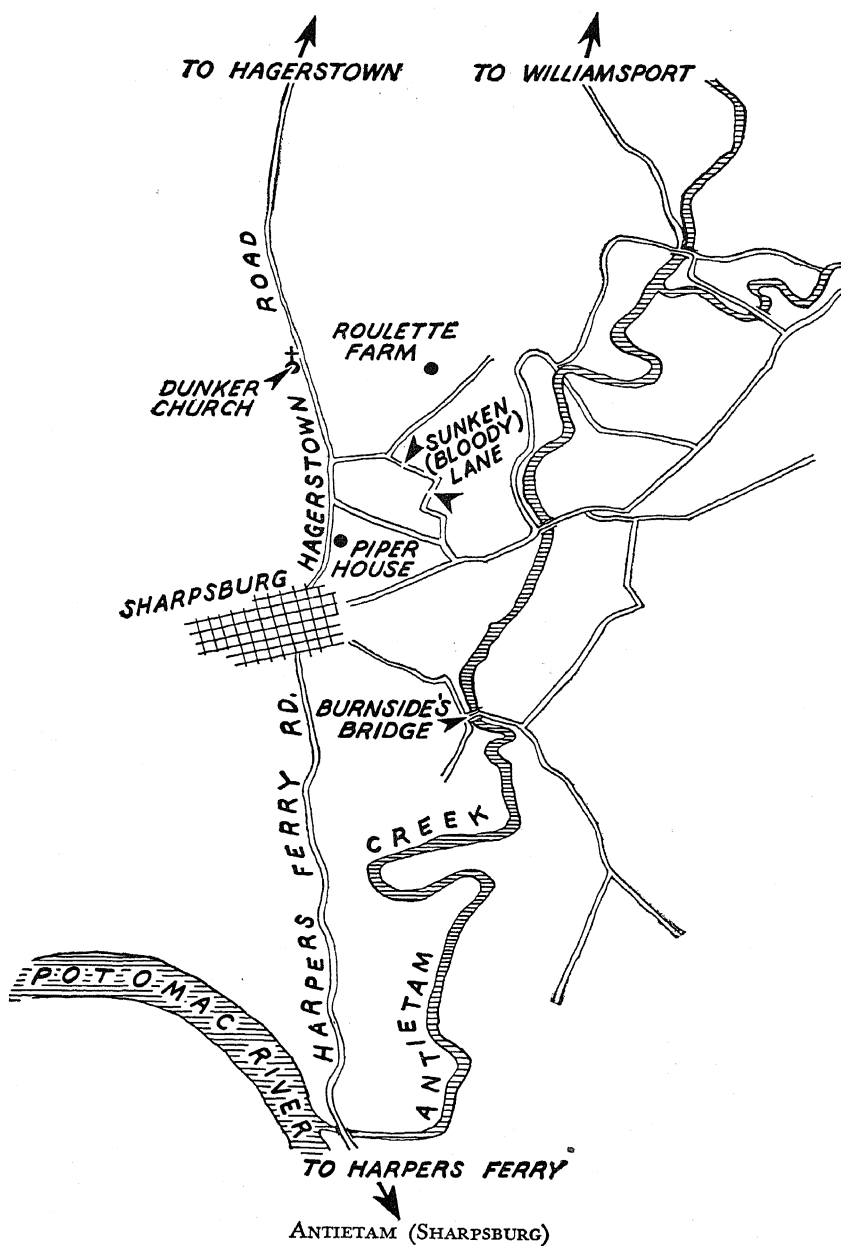 TO HAGERSTOWN
TO WILLIAMSPORT
HAGERSTOWN ROAD
ROULETTE
FARM
DUNKER
CHURCH
SUNKEN
(BLOODY)
LANE
PIPER
HOUSE
SHARPSBURG
BURNSIDE'S
BRIDGE
HARPERS FERRY RD.
ANTIETAM CREEK
POTOMAC RIVER
TO HARPERS FERRY
ANTIETAM (SHARPSBURG)